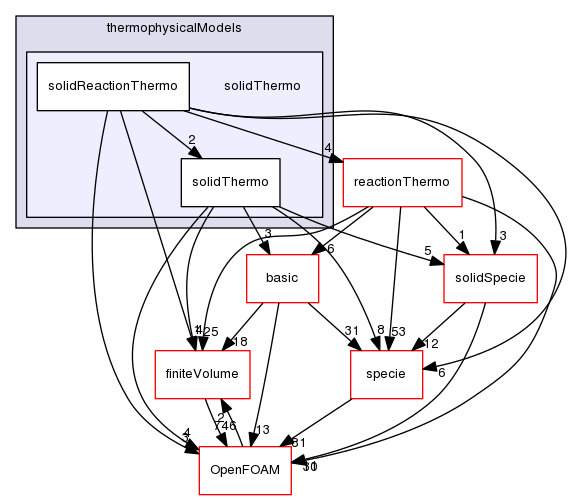 thermophysicalModels
solidReactionThermo
solidThermo
2
4
solidThermo
reactionThermo
3
6
5
1
3
basic
solidSpecie
25
18
31
8
53
12
6
finiteVolume
specie
2
746
4
13
81
OpenFOAM